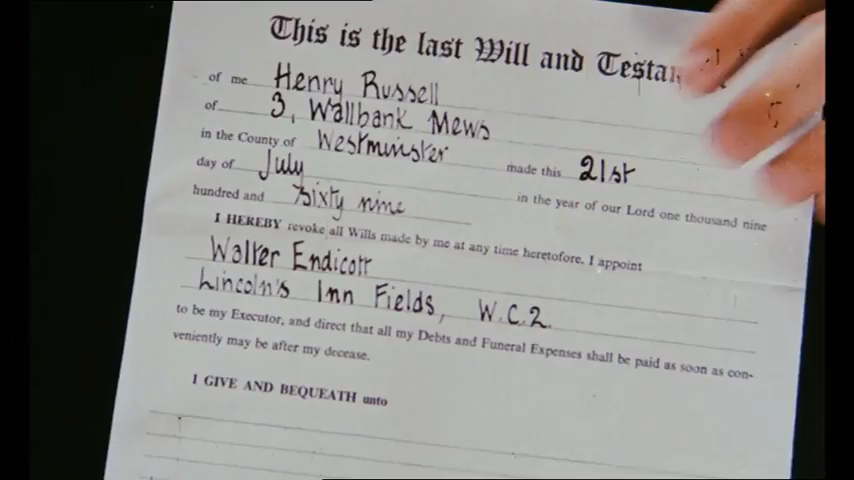 This is the last Will and Testam
of me Henry Russell
of 3, Wallbank Mews
in the County of Westminster made this 21st
day of July in the year of our Lord one thousand nine
hundred and sixty nine
I HEREBY revoke all Wills made by me at any time heretofore. I appoint
Walter Endicott
Lincoln's Inn Fields, W.C.2.
to be my Executor, and direct that all my Debts and Funeral Expenses shall be paid as soon as con-
veniently may be after my decease.
I GIVE AND BEQUEATH unto